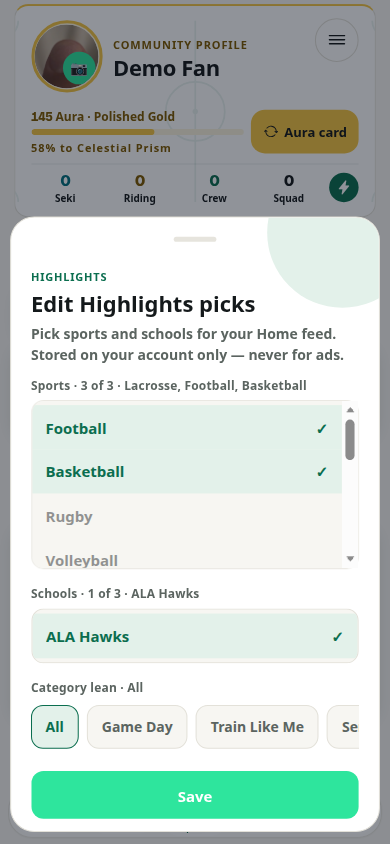 COMMUNITY PROFILE
Demo Fan
145 Aura · Polished Gold
58% to Celestial Prism
Aura card
0 0 0 0
Seki Riding Crew Squad
HIGHLIGHTS
Edit Highlights picks
Pick sports and schools for your Home feed.
Stored on your account only — never for ads.
Sports · 3 of 3 · Lacrosse, Football, Basketball
Football ✓
Basketball ✓
Rugby
Volleyball
Schools · 1 of 3 · ALA Hawks
ALA Hawks ✓
Category lean · All
All Game Day Train Like Me
Save